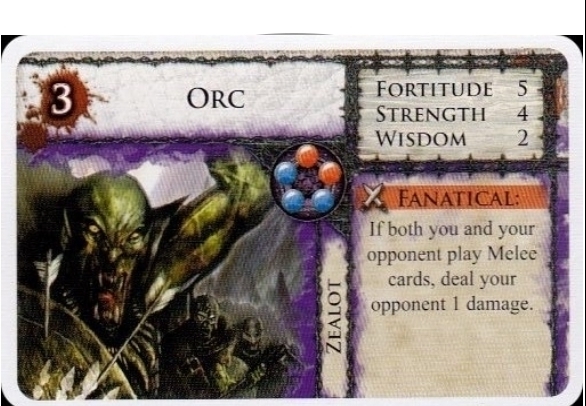 3
ORC
FORTITUDE 5
STRENGTH 4
WISDOM 2
FANATICAL:
If both you and your
opponent play Melee
cards, deal your
opponent 1 damage.
ZEALOT